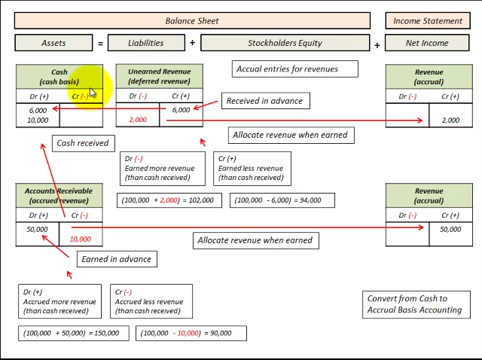 Balance Sheet
Income Statement
Assets
=
Liabilities
+
Stockholders Equity
+
Net Income
Cash
(cash basis)
Dr (+)
Cr (-)
6,000
10,000
Unearned Revenue
(deferred revenue)
Dr (-)
Cr (+)
6,000
2,000
Accual entries for revenues
Revenue
(accrual)
Dr (-)
Cr (+)
2,000
Received in advance
Allocate revenue when earned
Cash received
Dr (-)
Earned more revenue
(than cash received)
Cr (+)
Earned less revenue
(than cash received)
(100,000 + 2,000) = 102,000
(100,000 - 6,000) = 94,000
Accounts Receivable
(accrued revenue)
Dr (+)
Cr (-)
50,000
10,000
Revenue
(accrual)
Dr (-)
Cr (+)
50,000
Allocate revenue when earned
Earned in advance
Dr (+)
Accrued more revenue
(than cash received)
Cr (-)
Accrued less revenue
(than cash received)
(100,000 + 50,000) = 150,000
(100,000 - 10,000) = 90,000
Convert from Cash to
Accrual Basis Accounting